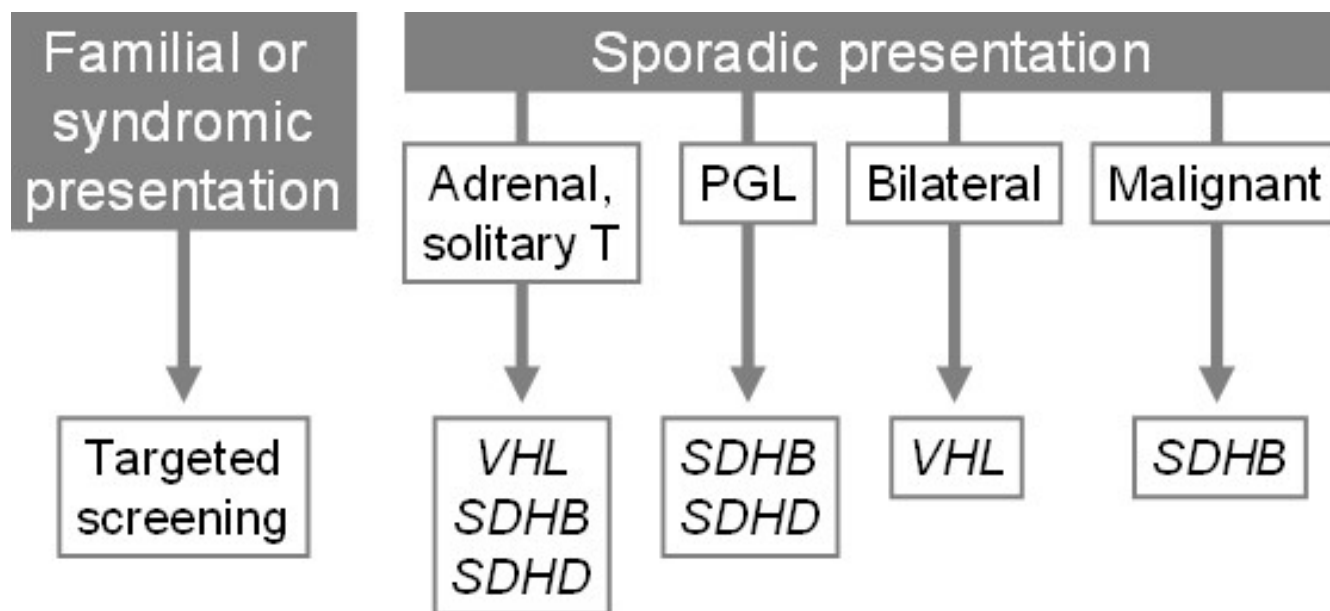 Familial or
syndromic
presentation
Sporadic presentation
Adrenal,
solitary T
PGL
Bilateral
Malignant
Targeted
screening
VHL
SDHB
SDHD
SDHB
SDHD
VHL
SDHB